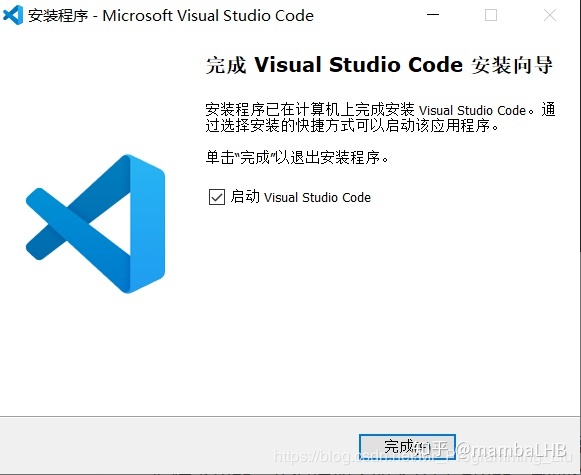 安装程序 - Microsoft Visual Studio Code
完成 Visual Studio Code 安装向导
安装程序已在计算机上完成安装 Visual Studio Code。通
过选择安装的快捷方式可以启动该应用程序。
单击“完成”以退出安装程序。
启动 Visual Studio Code
完成
知乎 @mambaLHB
https://blog.csdn.net/